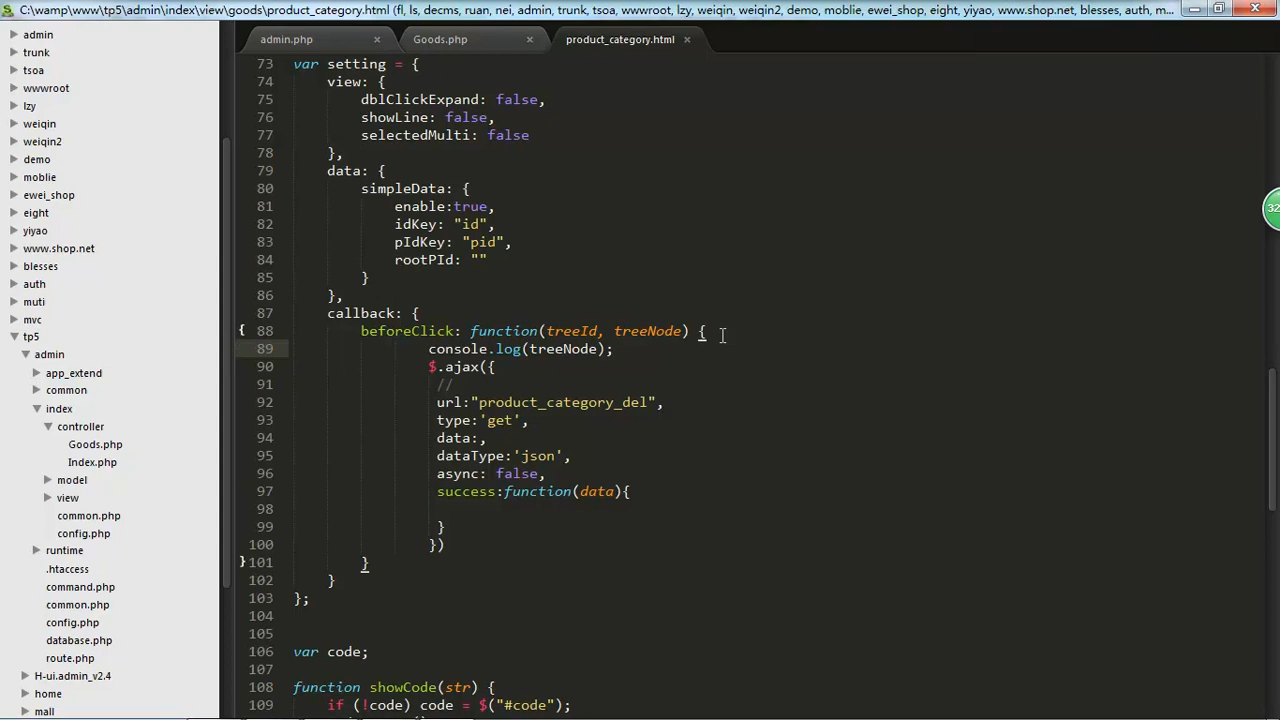 C:\wamp\www\tp5\admin\index\view\goods\product_category.html (fl, ls, decms, ruan, nei, admin, trunk, tsoa, wwwroot, lzy, weiqin, weiqin2, demo, moblie, ewei_shop, eight, yiyao, www.shop.net, blesses, auth, m...
admin
trunk
tsoa
wwwroot
lzy
weiqin
weiqin2
demo
moblie
ewei_shop
eight
yiyao
www.shop.net
blesses
auth
muti
mvc
tp5
admin
app_extend
common
index
controller
Goods.php
Index.php
model
view
common.php
config.php
runtime
.htaccess
command.php
common.php
config.php
database.php
route.php
H-ui.admin_v2.4
home
mall
admin.php × Goods.php × product_category.html ×
73 var setting = {
74 view: {
75 dblClickExpand: false,
76 showLine: false,
77 selectedMulti: false
78 },
79 data: {
80 simpleData: {
81 enable:true,
82 idKey: "id",
83 pIdKey: "pid",
84 rootPId: ""
85 }
86 },
87 callback: {
{ 88 beforeClick: function(treeId, treeNode) {
89 console.log(treeNode);
90 $.ajax({
91 //
92 url:"product_category_del",
93 type:'get',
94 data:,
95 dataType:'json',
96 async: false,
97 success:function(data){
98
99 }
100 })
}101 }
102 }
103 };
104
105
106 var code;
107
108 function showCode(str) {
109 if (!code) code = $("#code");
32